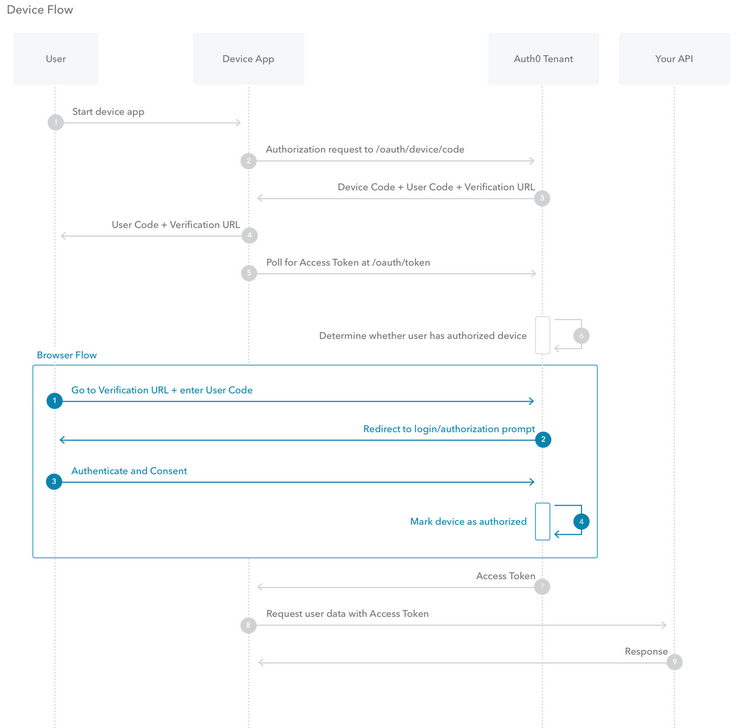 Device Flow
User
Device App
Auth0 Tenant
Your API
1
Start device app
Authorization request to /oauth/device/code
2
Device Code + User Code + Verification URL
3
User Code + Verification URL
4
Poll for Access Token at /oauth/token
5
Determine whether user has authorized device
6
Browser Flow
Go to Verification URL + enter User Code
1
Redirect to login/authorization prompt
2
Authenticate and Consent
3
Mark device as authorized
4
Access Token
7
Request user data with Access Token
8
Response
9